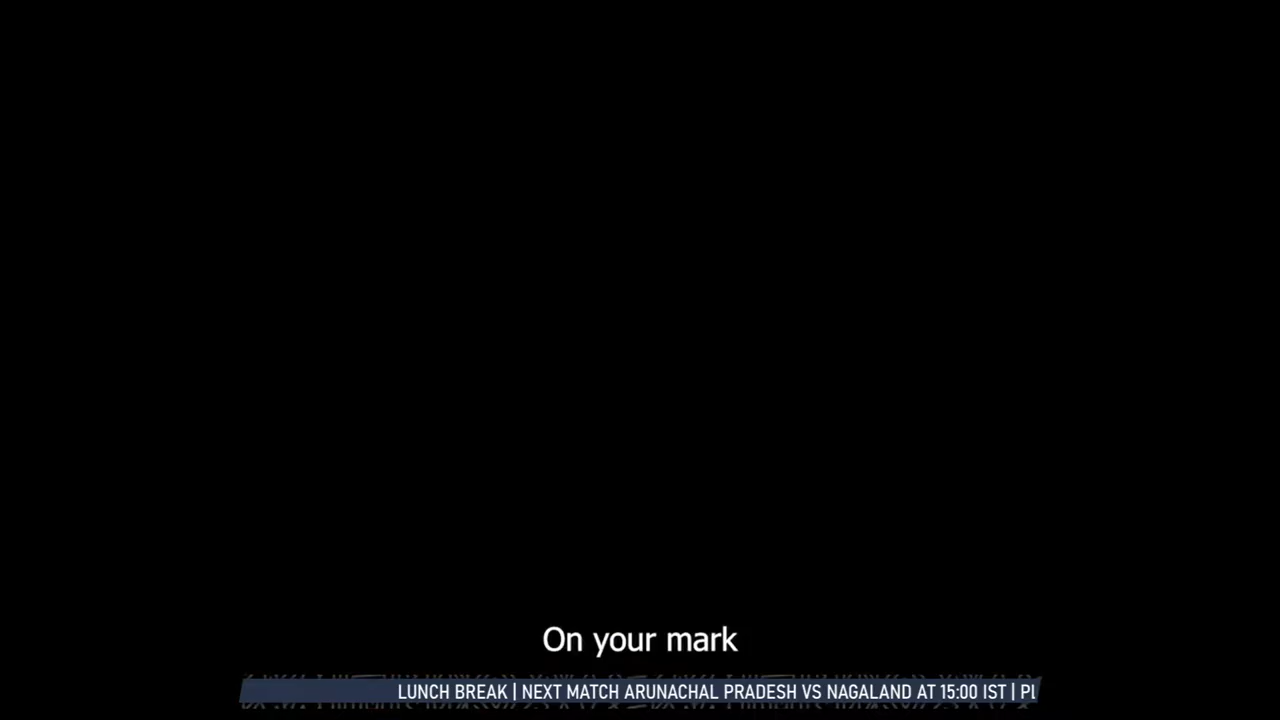 On your mark
LUNCH BREAK | NEXT MATCH ARUNACHAL PRADESH VS NAGALAND AT 15:00 IST |